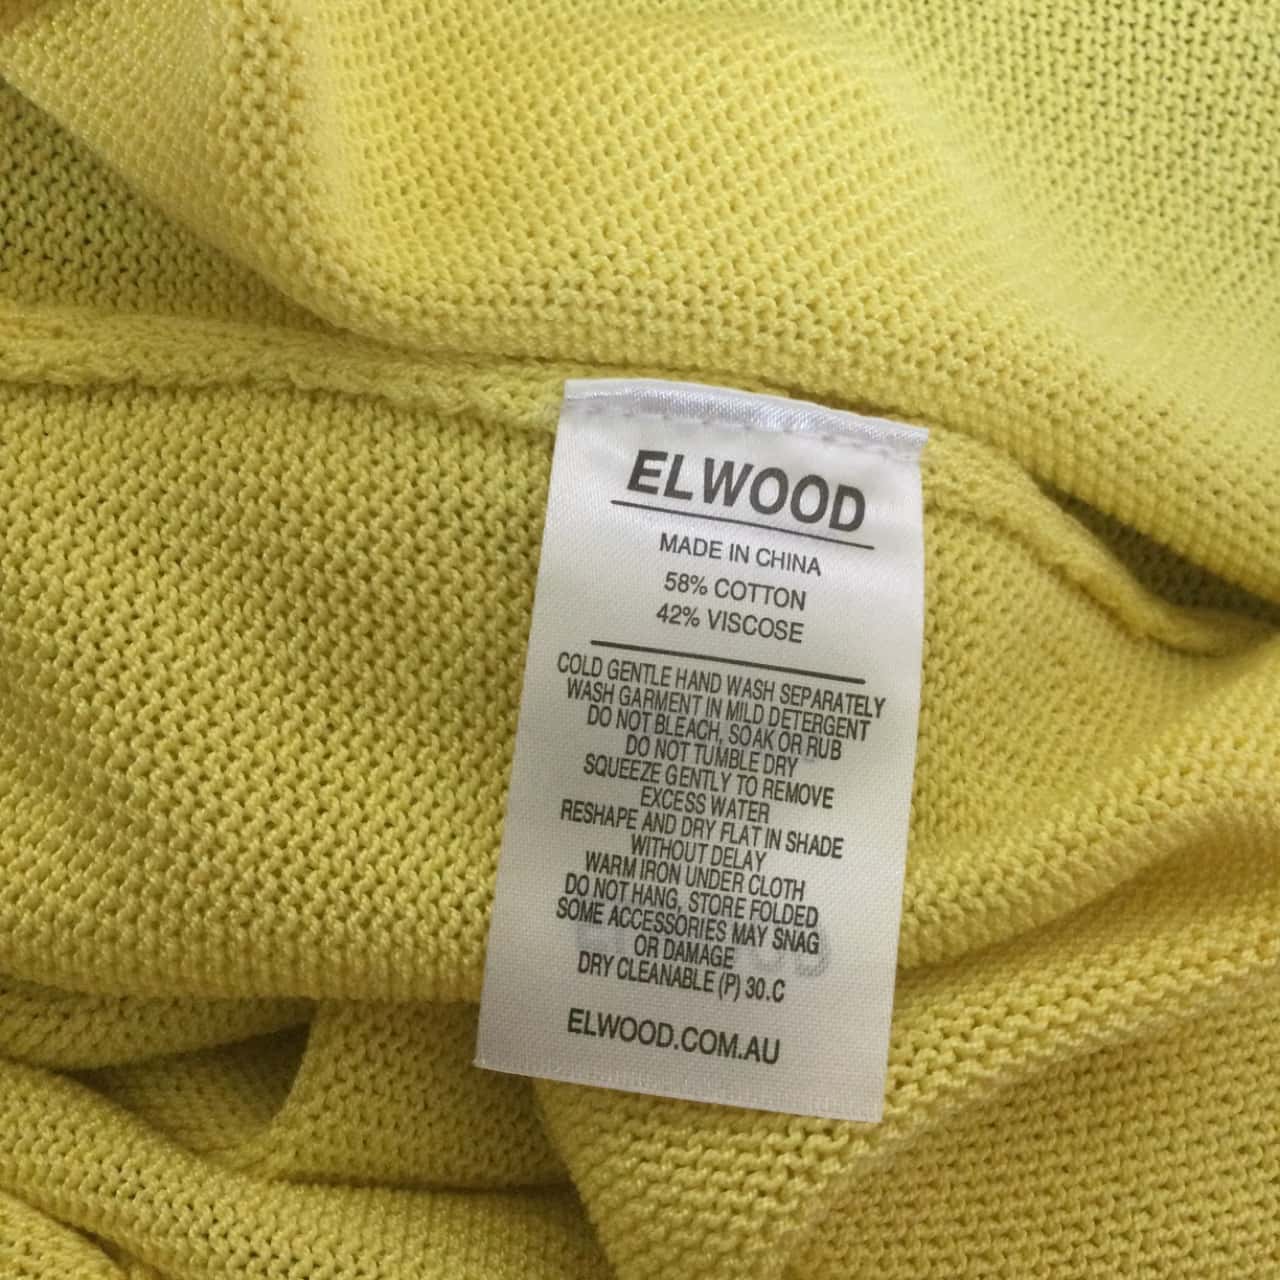 ELWOOD
MADE IN CHINA
58% COTTON
42% VISCOSE
COLD GENTLE HAND WASH SEPARATELY
WASH GARMENT IN MILD DETERGENT
DO NOT BLEACH, SOAK OR RUB
DO NOT TUMBLE DRY
SQUEEZE GENTLY TO REMOVE
EXCESS WATER
RESHAPE AND DRY FLAT IN SHADE
WITHOUT DELAY
WARM IRON UNDER CLOTH
DO NOT HANG, STORE FOLDED
SOME ACCESSORIES MAY SNAG
OR DAMAGE
DRY CLEANABLE (P) 30.C
ELWOOD.COM.AU